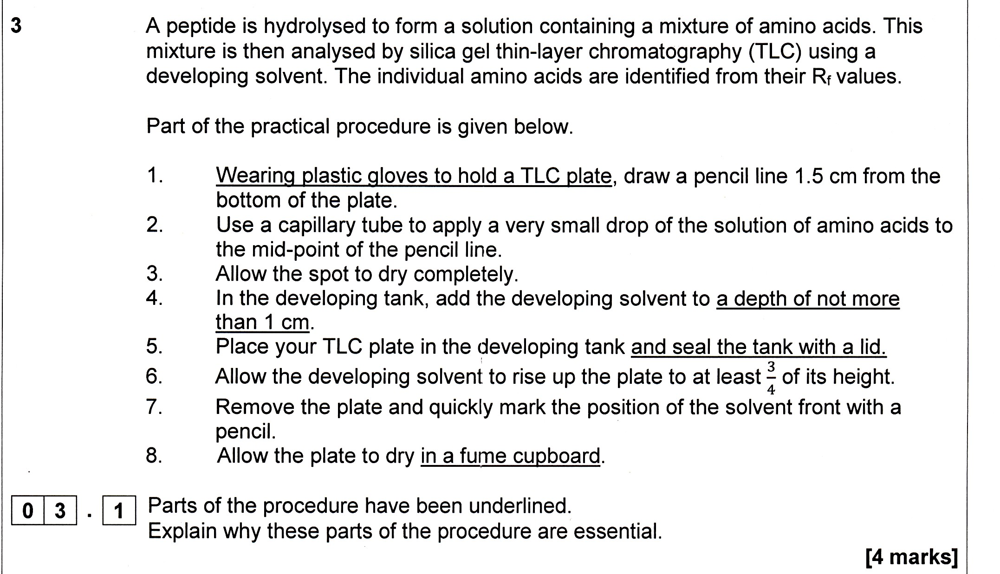 3 A peptide is hydrolysed to form a solution containing a mixture of amino acids. This
mixture is then analysed by silica gel thin-layer chromatography (TLC) using a
developing solvent. The individual amino acids are identified from their Rf values.
Part of the practical procedure is given below.
1. Wearing plastic gloves to hold a TLC plate, draw a pencil line 1.5 cm from the
bottom of the plate.
2. Use a capillary tube to apply a very small drop of the solution of amino acids to
the mid-point of the pencil line.
3. Allow the spot to dry completely.
4. In the developing tank, add the developing solvent to a depth of not more
than 1 cm.
5. Place your TLC plate in the developing tank and seal the tank with a lid.
6. Allow the developing solvent to rise up the plate to at least 3/4 of its height.
7. Remove the plate and quickly mark the position of the solvent front with a
pencil.
8. Allow the plate to dry in a fume cupboard.
0 3 . 1 Parts of the procedure have been underlined.
Explain why these parts of the procedure are essential.
[4 marks]